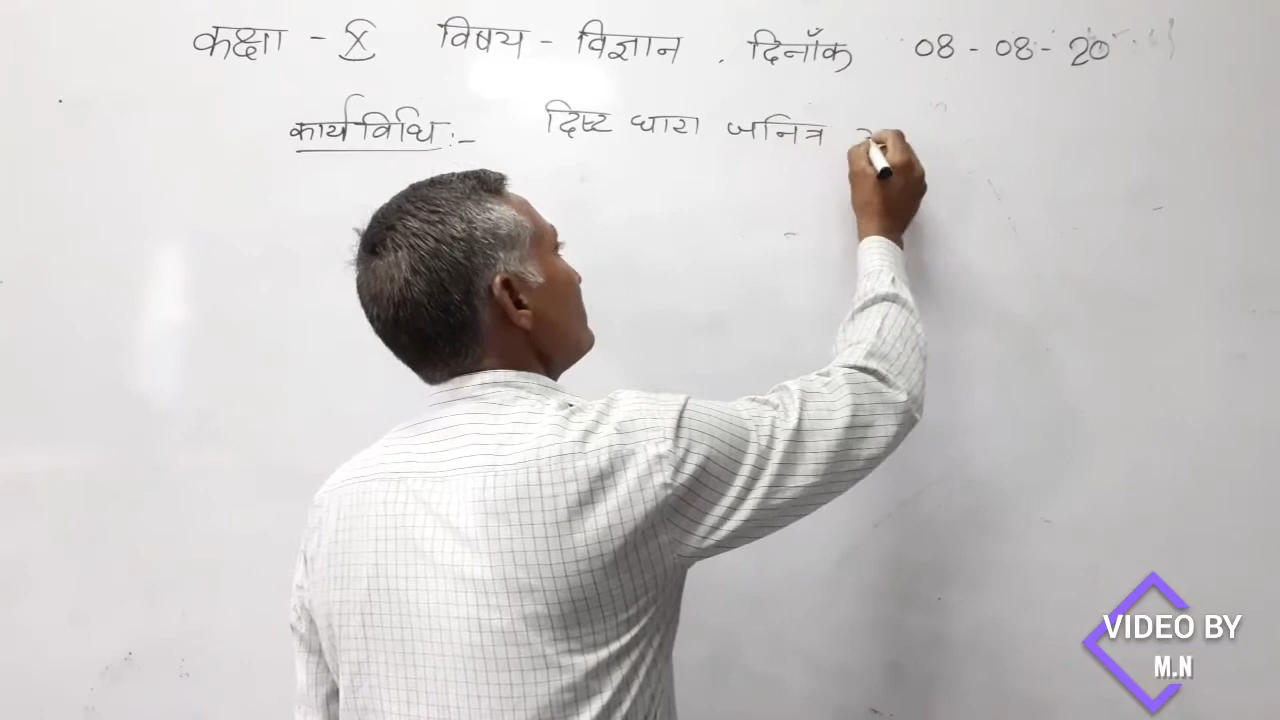 कक्षा - X विषय - विज्ञान . दिनाँक 08-08-20
कार्यविधि :- दिष्ट धारा जनित्र
VIDEO BY
M.N